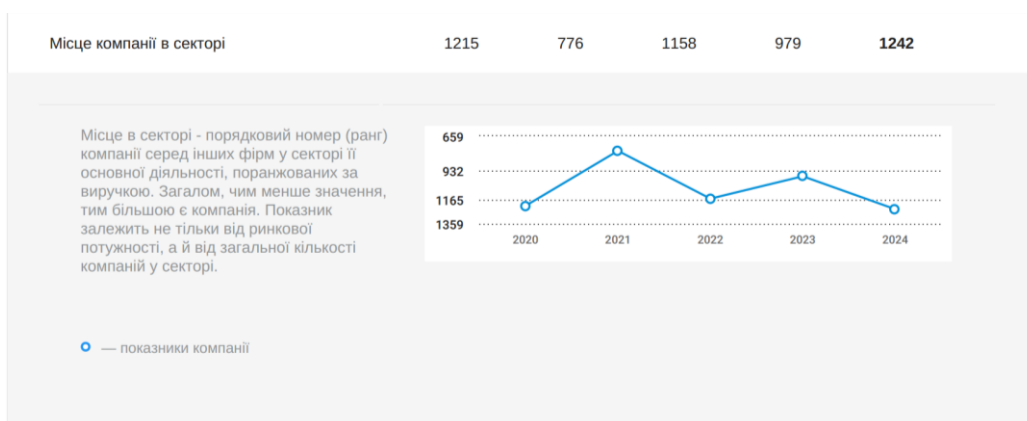 Місце компанії в секторі 1215 776 1158 979 1242
Місце в секторі - порядковий номер (ранг)
компанії серед інших фірм у секторі її
основної діяльності, поранжованих за
виручкою. Загалом, чим менше значення,
тим більшою є компанія. Показник
залежить не тільки від ринкової
потужності, а й від загальної кількості
компаній у секторі.
659
932
1165
1359
2020 2021 2022 2023 2024
— показники компанії